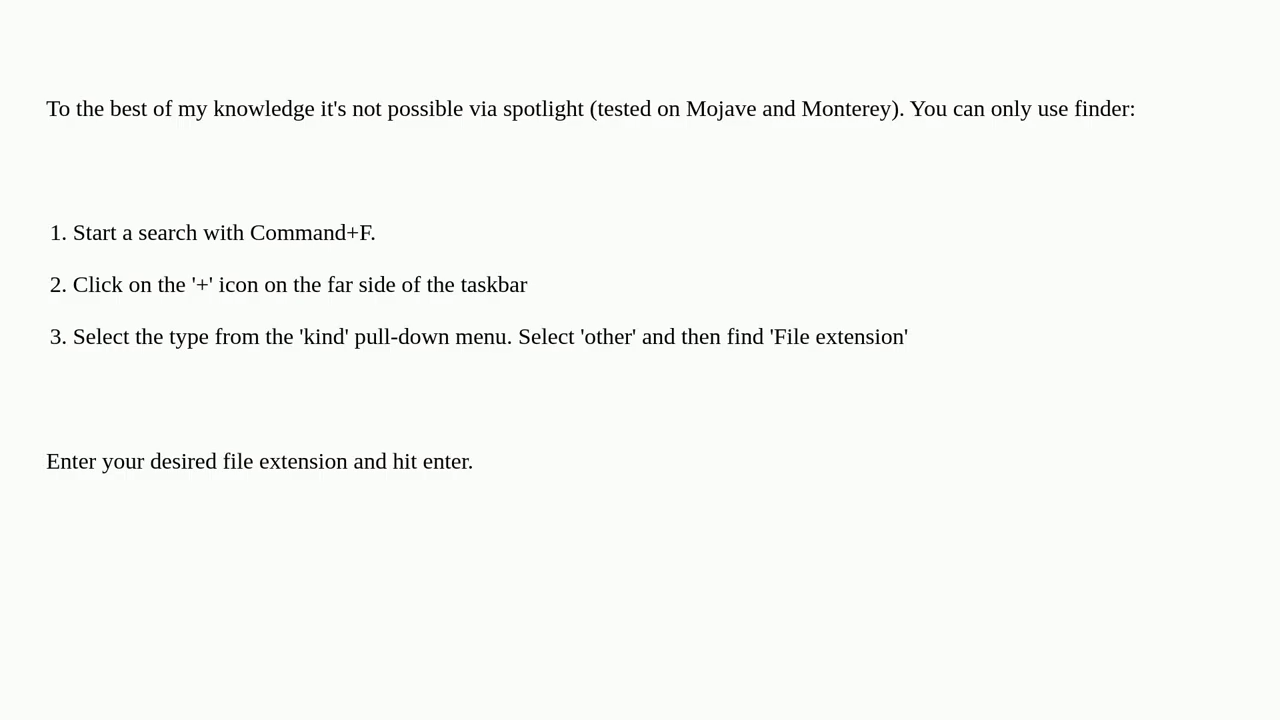 To the best of my knowledge it's not possible via spotlight (tested on Mojave and Monterey). You can only use finder:
1. Start a search with Command+F.
2. Click on the '+' icon on the far side of the taskbar
3. Select the type from the 'kind' pull-down menu. Select 'other' and then find 'File extension'
Enter your desired file extension and hit enter.